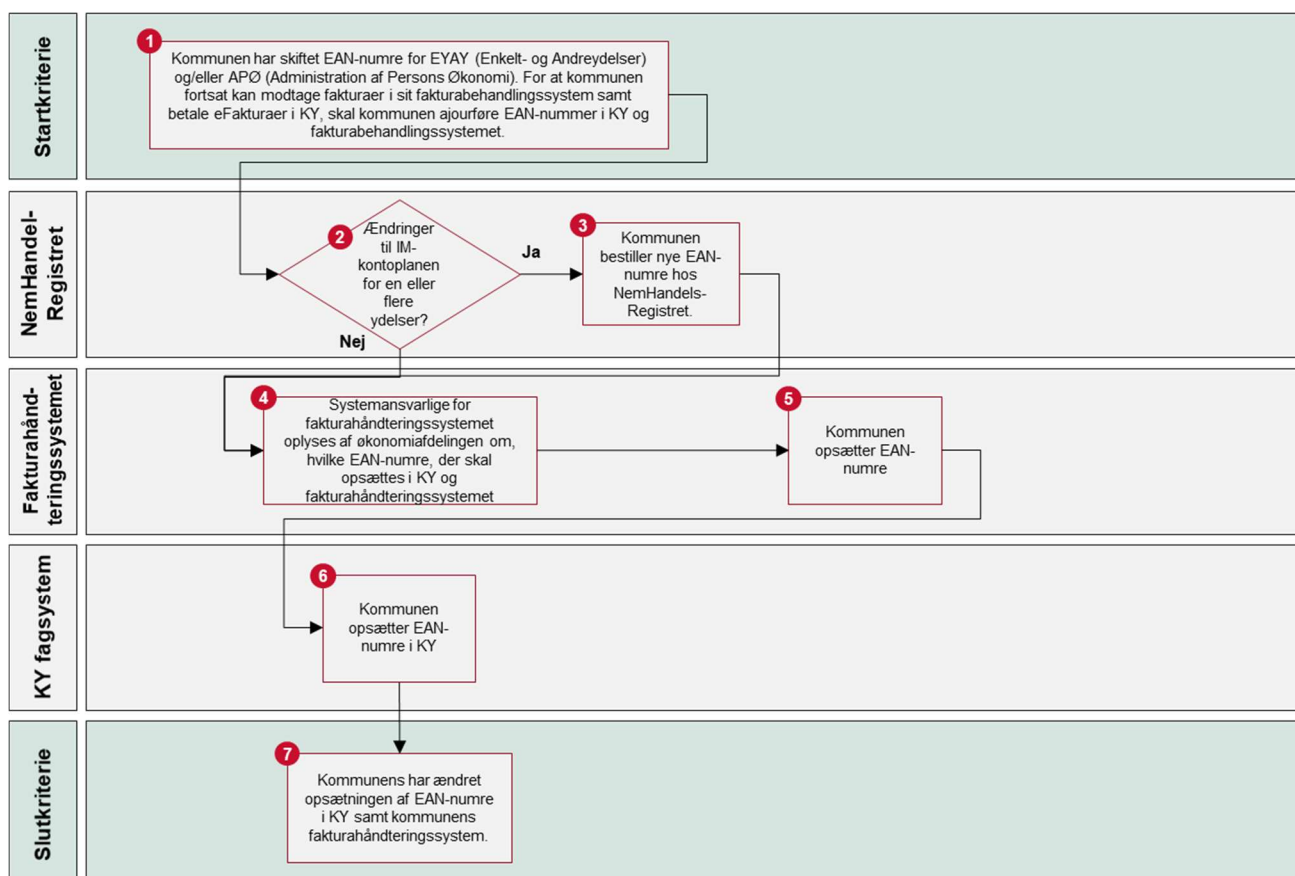 Startkriterie
1
Kommunen har skiftet EAN-numre for EYAY (Enkelt- og Andreydelser)
og/eller APØ (Administration af Persons Økonomi). For at kommunen
fortsat kan modtage fakturaer i sit fakturabehandlingssystem samt
betale eFakturaer i KY, skal kommunen ajourføre EAN-nummer i KY og
fakturabehandlingssystemet.
NemHandel-
Registret
2
Ændringer
til IM-
kontoplanen
for en eller
flere
ydelser?
Ja
Nej
3
Kommunen
bestiller nye EAN-
numre hos
NemHandels-
Registret.
Fakturahånd-
teringssystemet
4
Systemansvarlige for
fakturahåndteringssystemet
oplyses af økonomiafdelingen om,
hvilke EAN-numre, der skal
opsættes i KY og
fakturahåndteringssystemet
5
Kommunen
opsætter EAN-
numre
KY fagsystem
6
Kommunen
opsætter EAN-
numre i KY
Slutkriterie
7
Kommunens har ændret
opsætningen af EAN-numre
i KY samt kommunens
fakturahåndteringssystem.